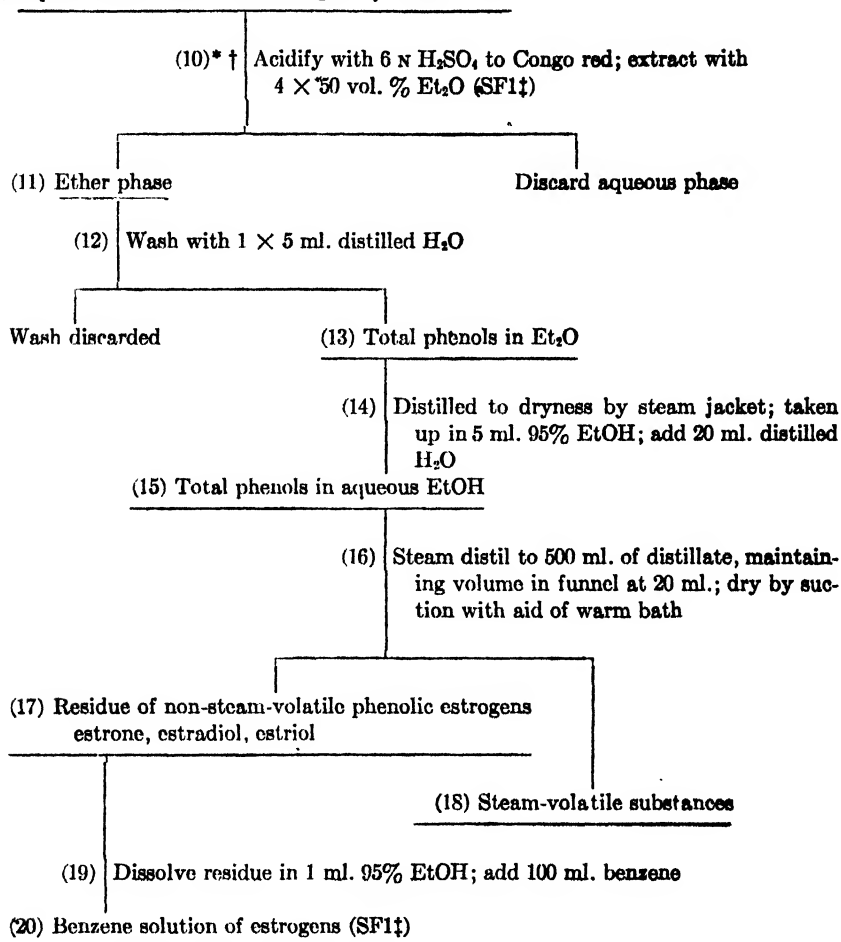 (10)* † Acidify with 6 N H₂SO₄ to Congo red; extract with
4 × 50 vol. % Et₂O (SF1‡)
(11) Ether phase
Discard aqueous phase
(12) Wash with 1 × 5 ml. distilled H₂O
Wash discarded
(13) Total phenols in Et₂O
(14) Distilled to dryness by steam jacket; taken
up in 5 ml. 95% EtOH; add 20 ml. distilled
H₂O
(15) Total phenols in aqueous EtOH
(16) Steam distil to 500 ml. of distillate, maintain-
ing volume in funnel at 20 ml.; dry by suc-
tion with aid of warm bath
(17) Residue of non-steam-volatile phenolic estrogens
estrone, estradiol, estriol
(18) Steam-volatile substances
(19) Dissolve residue in 1 ml. 95% EtOH; add 100 ml. benzene
(20) Benzene solution of estrogens (SF1‡)